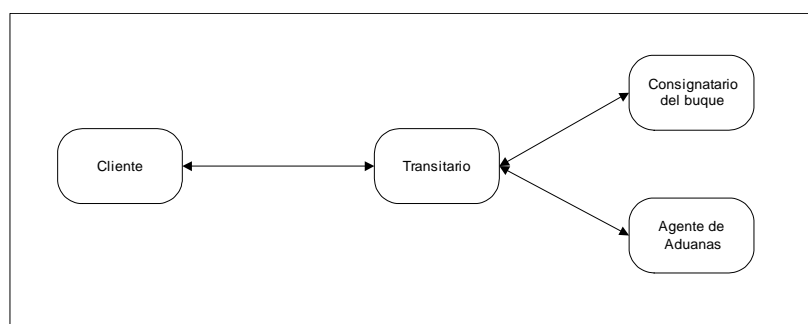 Cliente
Transitario
Consignatario
del buque
Agente de
Aduanas